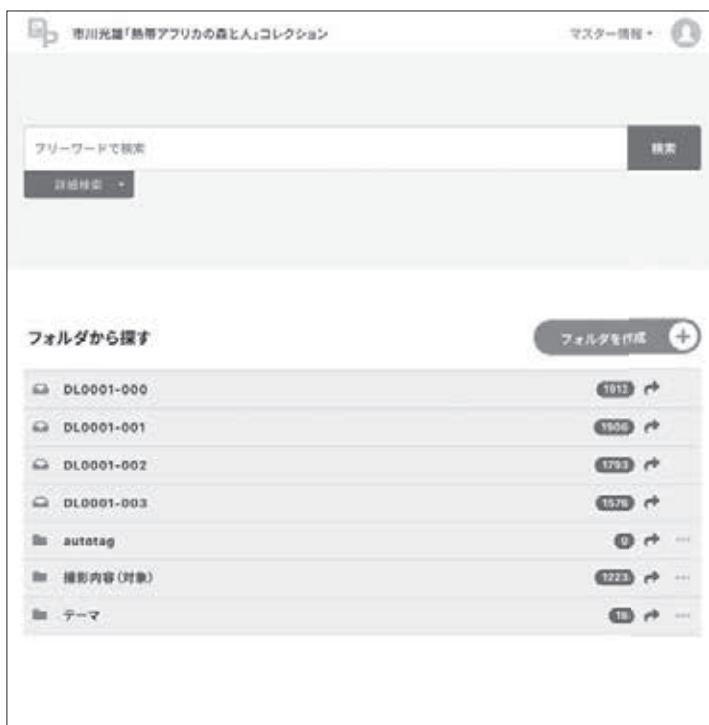 市川光雄「熱帯アフリカの森と人」コレクション
マスター情報
フリーワードで検索
検索
詳細検索
フォルダから探す
フォルダを作成
DL0001-000
1912
DL0001-001
1906
DL0001-002
1793
DL0001-003
1576
autotag
0
撮影内容（対象）
1223
テーマ